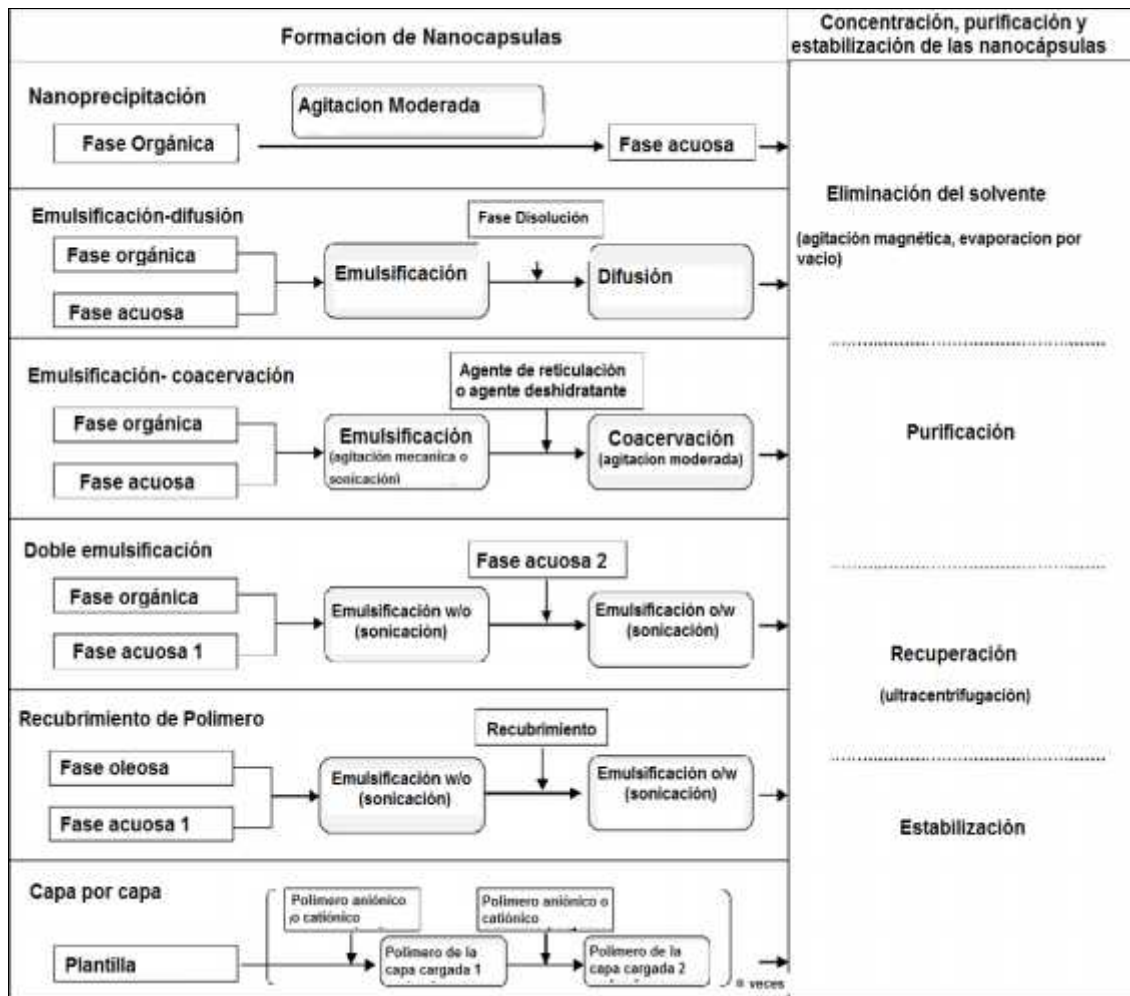 Formacion de Nanocapsulas
Concentración, purificación y
estabilización de las nanocápsulas
Nanoprecipitación
Agitacion Moderada
Fase Orgánica
Fase acuosa
Emulsificación-difusión
Fase orgánica
Fase acuosa
Emulsificación
Fase Disolución
Difusión
Emulsificación- coacervación
Fase orgánica
Fase acuosa
Emulsificación
(agitación mecanica o
sonicación)
Agente de reticulación
o agente deshidratante
Coacervación
(agitacion moderada)
Doble emulsificación
Fase orgánica
Fase acuosa 1
Emulsificación w/o
(sonicación)
Fase acuosa 2
Emulsificación o/w
(sonicación)
Recubrimiento de Polimero
Fase oleosa
Fase acuosa 1
Emulsificación w/o
(sonicación)
Recubrimiento
Emulsificación o/w
(sonicación)
Capa por capa
Plantilla
Polimero aniónico
o catiónico
Polimero de la
capa cargada 1
Polimero aniónico o
catiónico
Polimero de la
capa cargada 2
veces
Eliminación del solvente
(agitación magnética, evaporacion por
vacio)
Purificación
Recuperación
(ultracentrifugación)
Estabilización